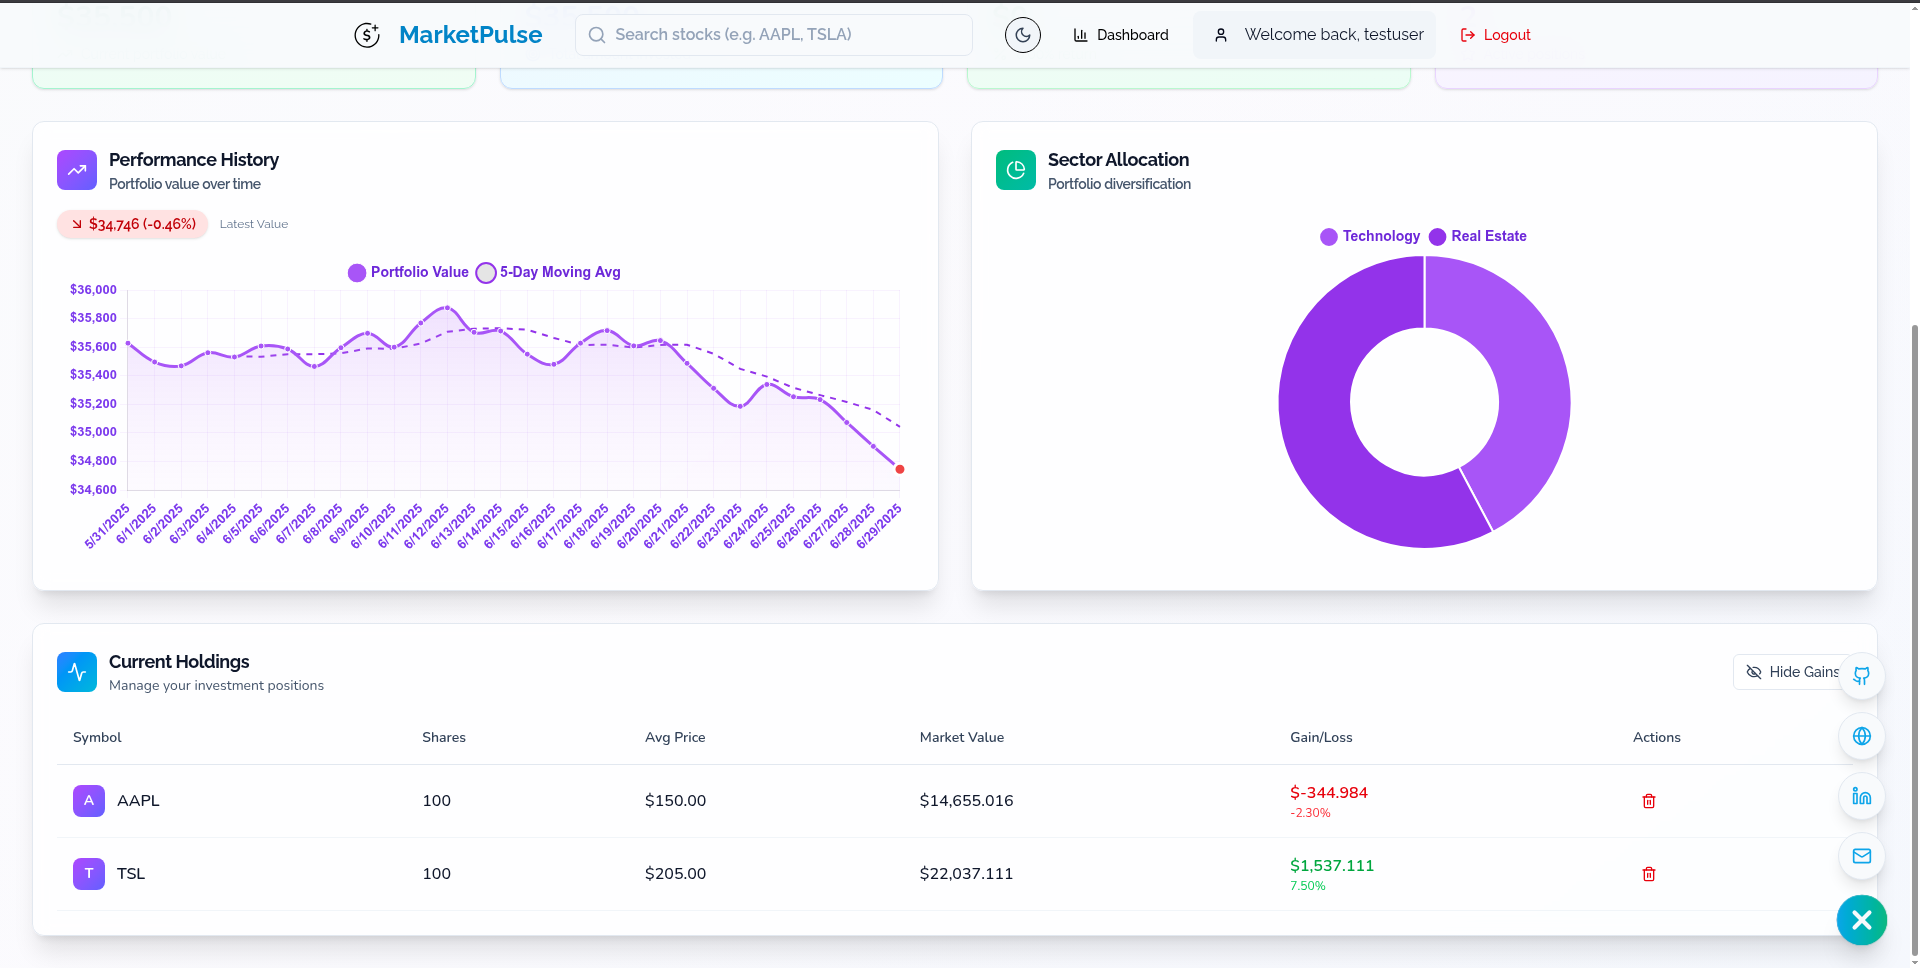 MarketPulse
Search stocks (e.g. AAPL, TSLA)
Dashboard
Welcome back, testuser
Logout
Performance History
Portfolio value over time
$34,746 (-0.46%)
Latest Value
Portfolio Value
5-Day Moving Avg
$36,000
$35,800
$35,600
$35,400
$35,200
$35,000
$34,800
$34,600
5/31/2025
6/1/2025
6/2/2025
6/3/2025
6/4/2025
6/5/2025
6/6/2025
6/7/2025
6/8/2025
6/9/2025
6/10/2025
6/11/2025
6/12/2025
6/13/2025
6/14/2025
6/15/2025
6/16/2025
6/17/2025
6/18/2025
6/19/2025
6/20/2025
6/21/2025
6/22/2025
6/23/2025
6/24/2025
6/25/2025
6/26/2025
6/27/2025
6/28/2025
6/29/2025
Sector Allocation
Portfolio diversification
Technology
Real Estate
Current Holdings
Manage your investment positions
Hide Gains
Symbol Shares Avg Price Market Value Gain/Loss Actions
A AAPL 100 $150.00 $14,655.016 $-344.984
-2.30%
T TSL 100 $205.00 $22,037.111 $1,537.111
7.50%